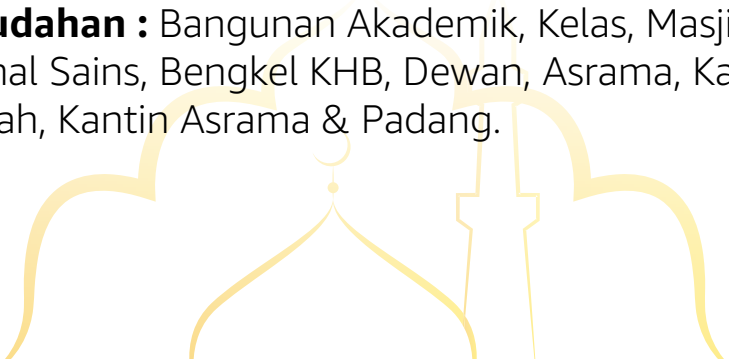 udahan : Bangunan Akademik, Kelas, Masji
nal Sains, Bengkel KHB, Dewan, Asrama, Ka
ah, Kantin Asrama & Padang.